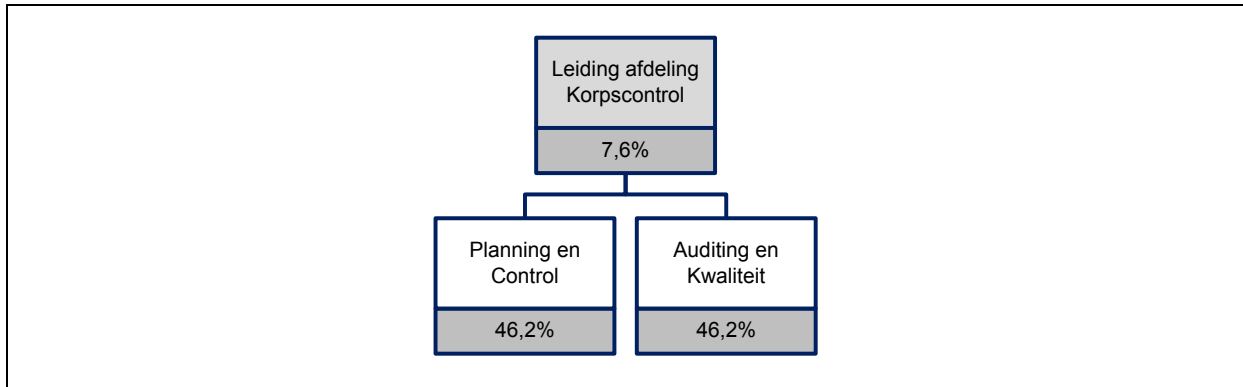 Leiding afdeling
Korpscontrol
7,6%
Planning en
Control
46,2%
Auditing en
Kwaliteit
46,2%